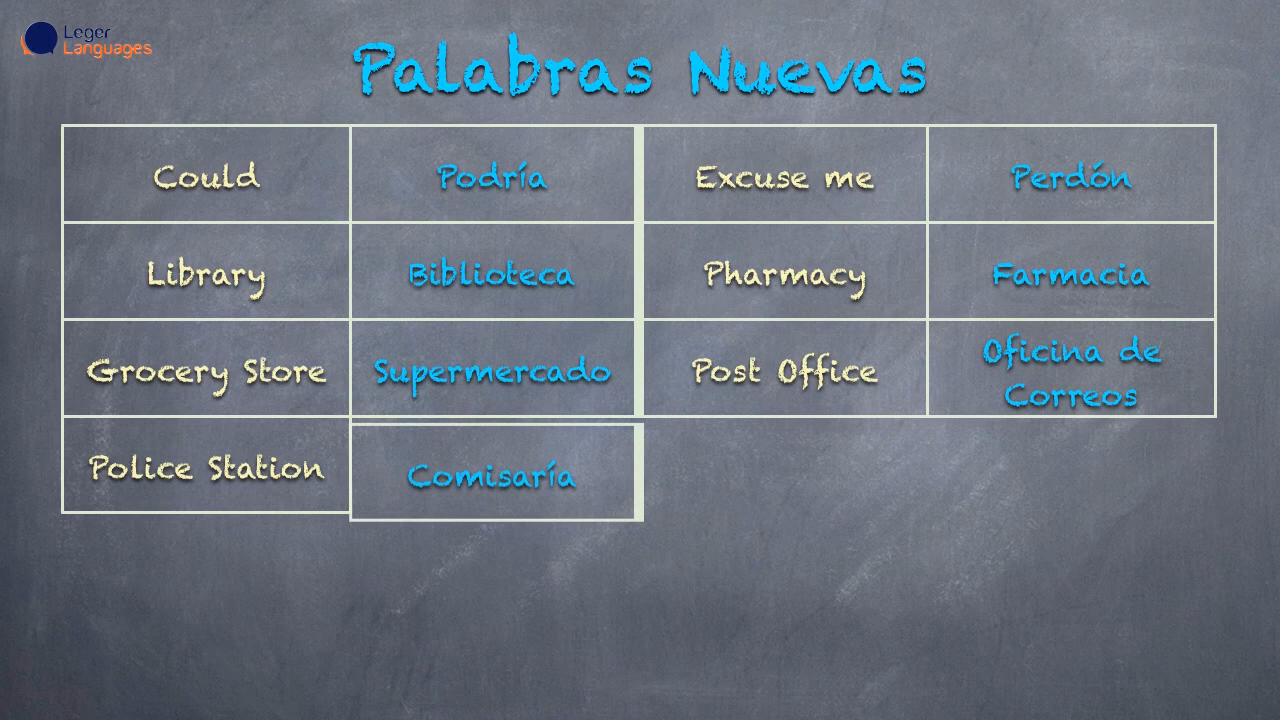 Leger
Languages
Palabras Nuevas
Could Podría Excuse me Perdón
Library Biblioteca Pharmacy Farmacia
Grocery Store Supermercado Post Office Oficina de
Correos
Police Station Comisaría